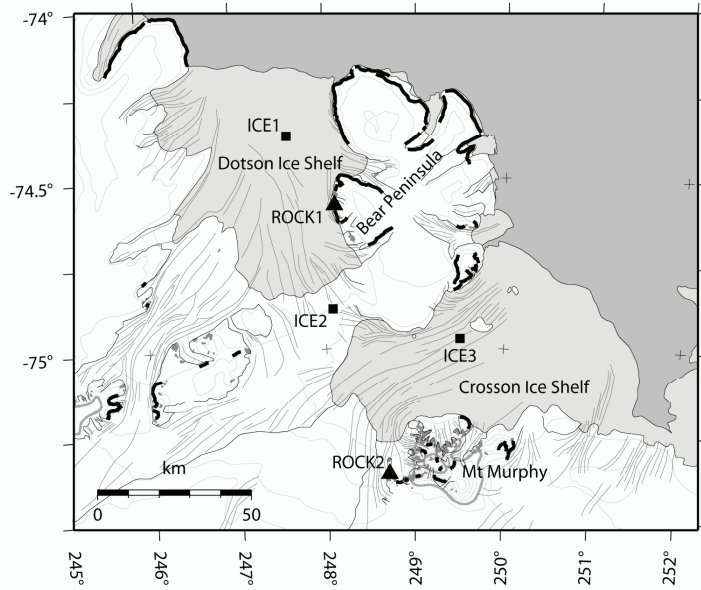 -74°
ICE1
Dotson Ice Shelf
-74.5°
ROCK1
Bear Peninsula
ICE2
-75°
ICE3
Crosson Ice Shelf
ROCK2
Mt Murphy
km
0
50
245°
246°
247°
248°
249°
250°
251°
252°